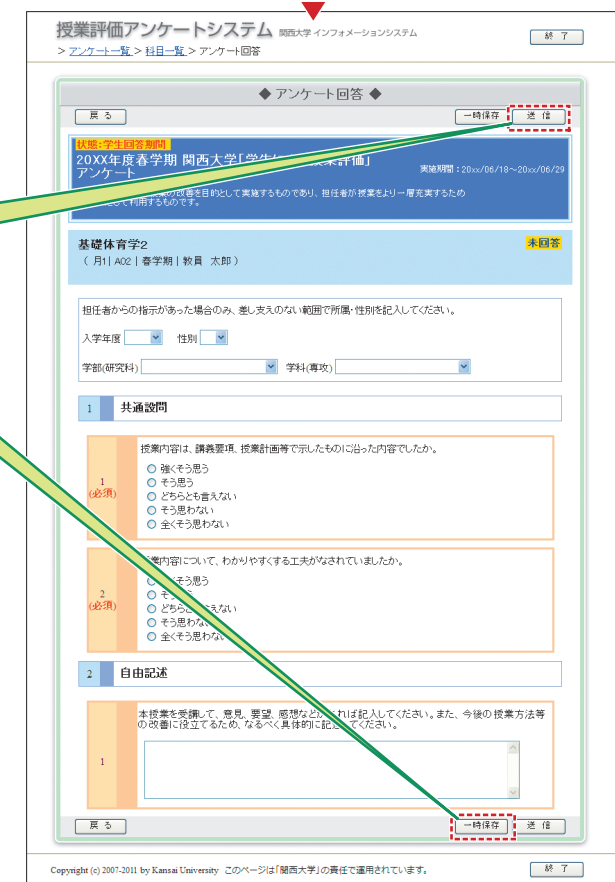 授業評価アンケートシステム 関西大学 インフォメーションシステム
終 了
> アンケート一覧 > 科目一覧 > アンケート回答
◆ アンケート回答 ◆
戻 る
一時保存
送 信
状態:学生回答期間
20XX年度春学期 関西大学「学生に 業評価」
アンケート
実施期間：20xx/06/18～20xx/06/29
の改善を目的として実施するものであり、担任者が授業をより一層充実するため
して利用するものです。
基礎体育学2
未回答
( 月1| A02 | 春学期 | 教員 太郎 )
担任者からの指示があった場合のみ、差し支えのない範囲で所属・性別を記入してください。
入学年度
性別
学部(研究科)
学科(専攻)
1 共通設問
授業内容は、講義要項、授業計画等で示したものに沿った内容でしたか。
1
(必須)
強くそう思う
そう思う
どちらとも言えない
そう思わない
全くそう思わない
業内容について、わかりやすくする工夫がなされていましたか。
2
(必須)
くそう思う
そ
どちらと えない
そう思わな
全くそう思わな
2 自由記述
本授業を受講して、意見、要望、感想など れば記入してください。また、今後の授業方法等
の改善に役立てるため、なるべく具体的に記 してください。
1
戻 る
一時保存
送 信
Copyright (c) 2007-2011 by Kansai University このページは「関西大学」の責任で運用されています。
終 了